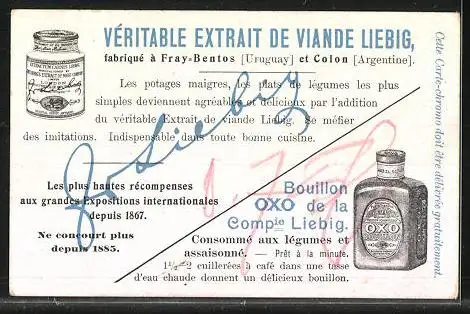 VÉRITABLE EXTRAIT DE VIANDE LIEBIG,
fabriqué à Fray-Bentos [Uruguay] et Colon [Argentine].
Les potages maigres, les plats de légumes les plus
simples deviennent agréables et délicieux par l'addition
du véritable Extrait de viande Liebig. Se méfier
des imitations. Indispensable dans toute bonne cuisine.
J v Liebig
Les plus hautes récompenses
aux grandes Expositions internationales
depuis 1867.
Ne concourt plus
depuis 1885.
Bouillon
OXO de la
Compie Liebig.
Consommé aux légumes et
assaisonné. — Prêt à la minute.
1½-2 cuillerées à café dans une tasse
d'eau chaude donnent un délicieux bouillon.
OXO
Cette Carte-chromo doit être délivrée gratuitement.